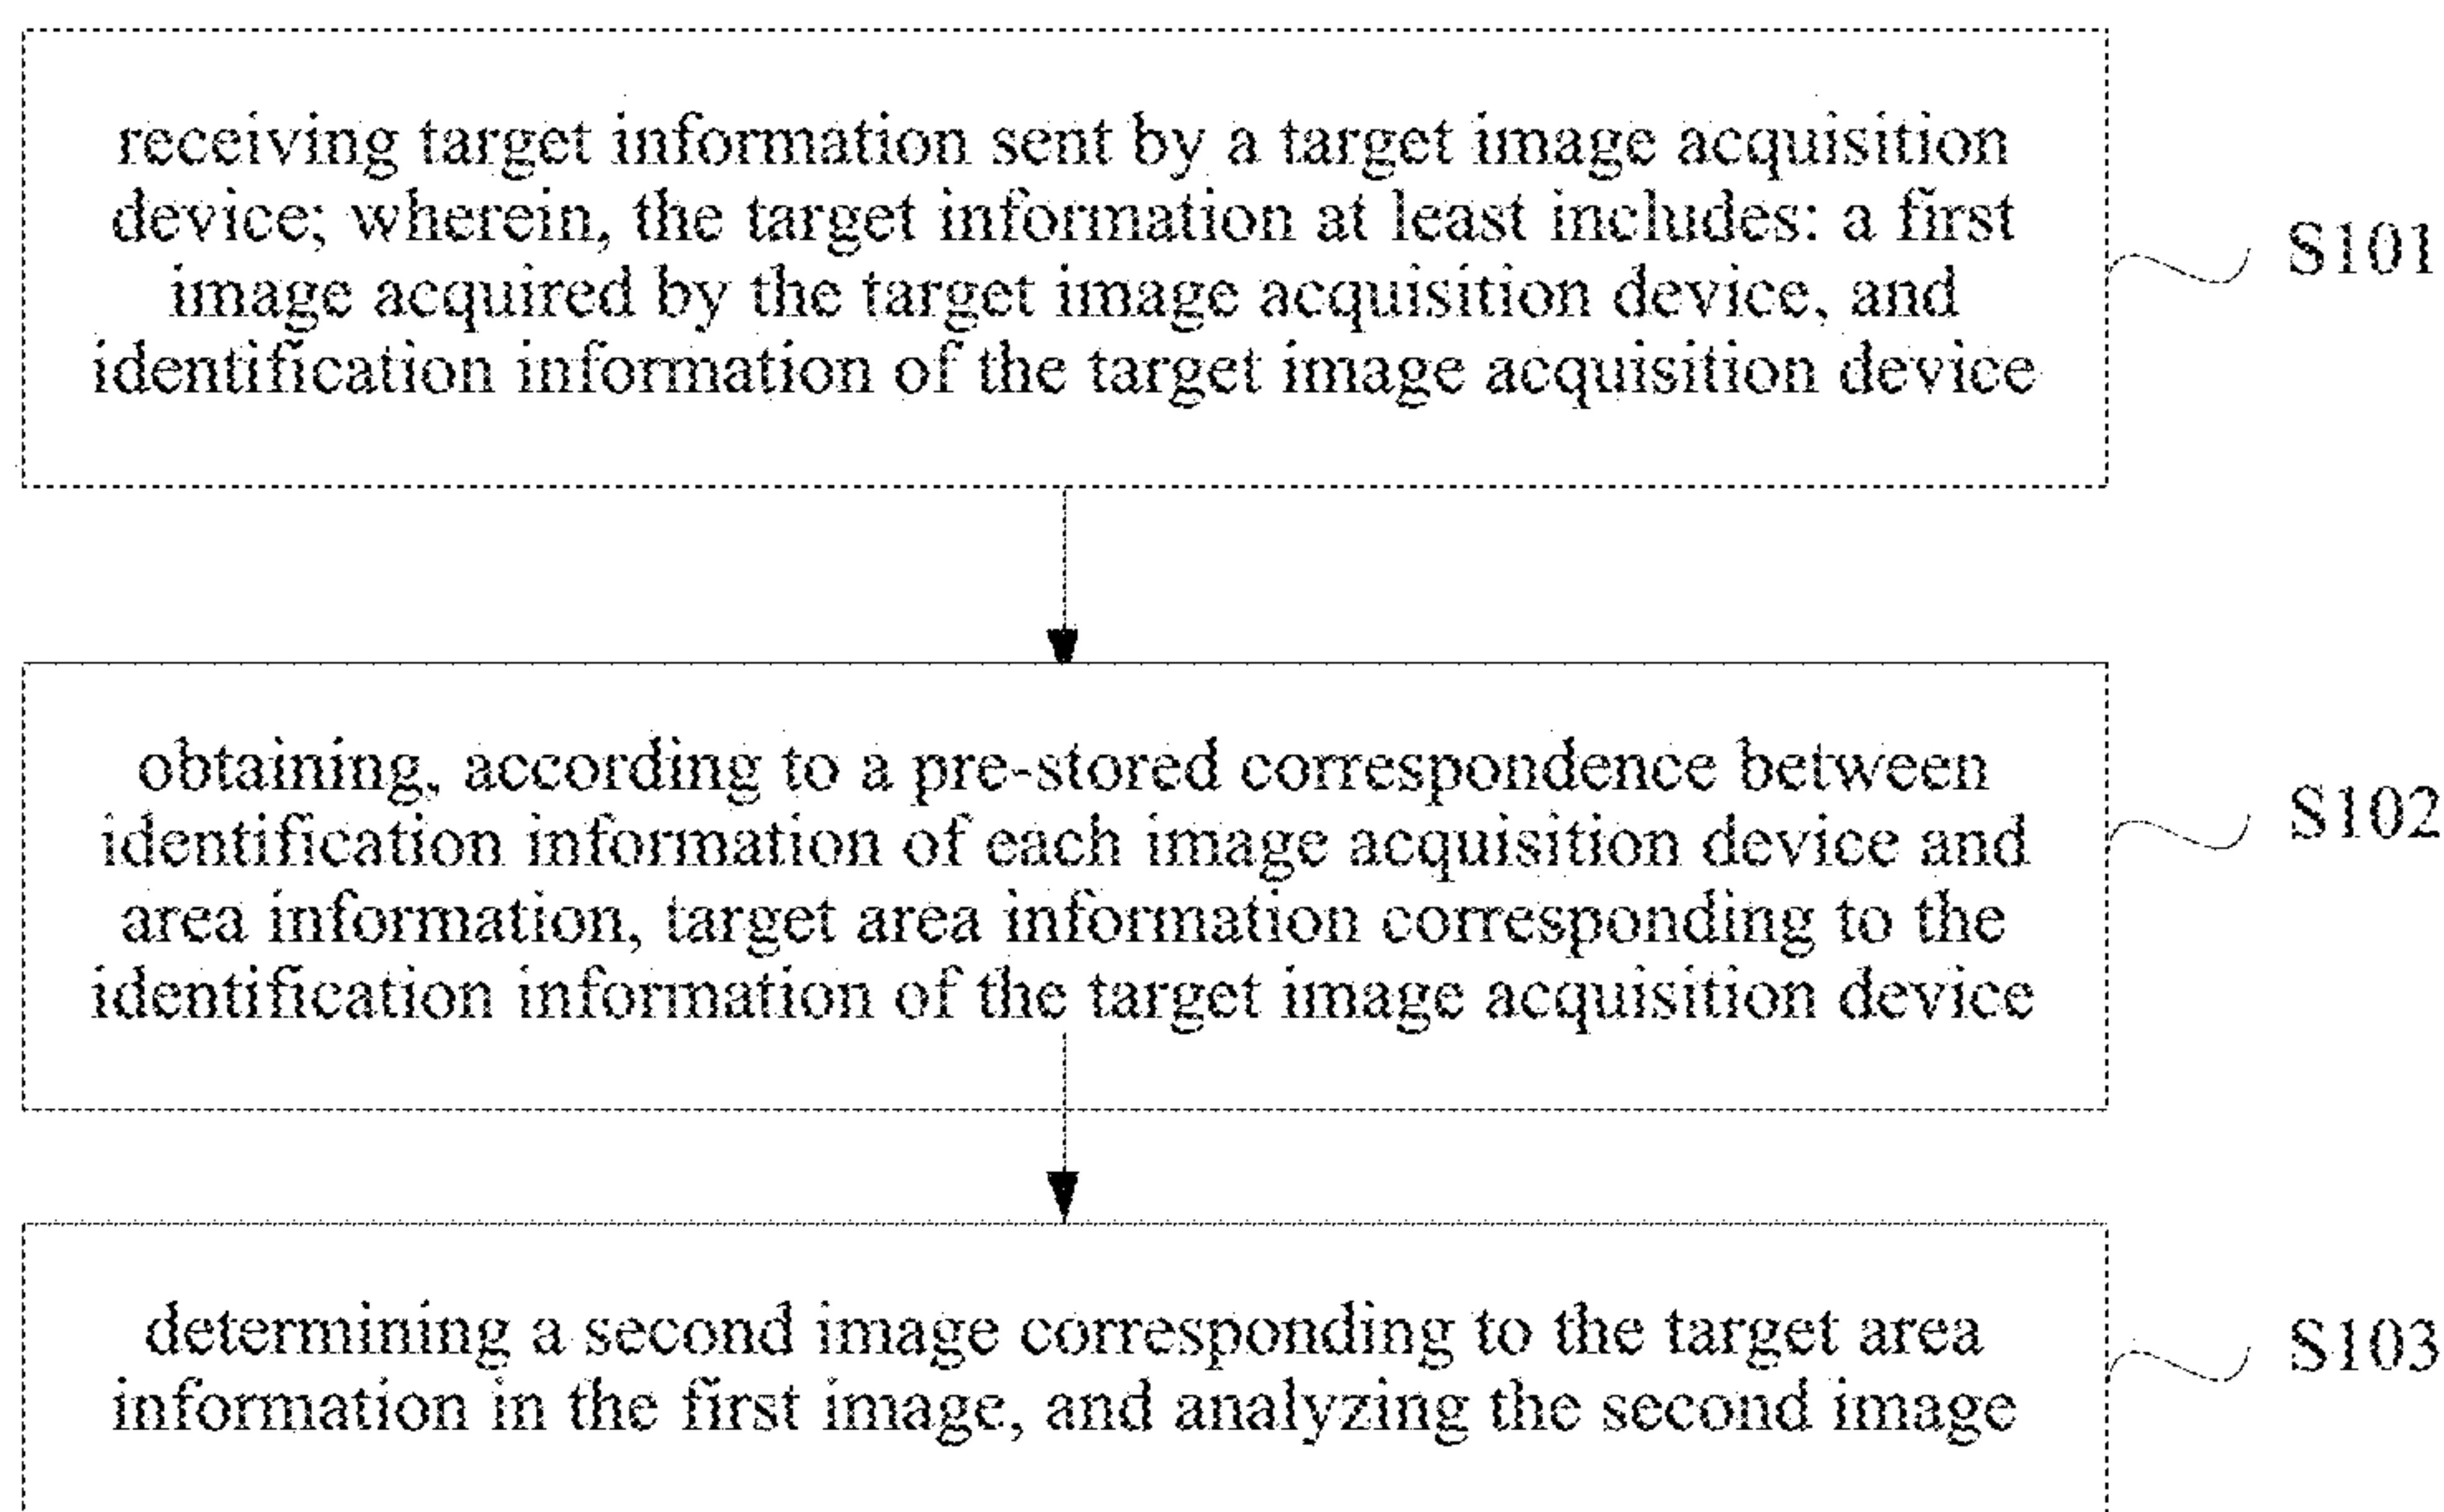 receiving target information sent by a target image acquisition
device; wherein, the target information at least includes: a first
image acquired by the target image acquisition device, and
identification information of the target image acquisition device
S101
obtaining, according to a pre-stored correspondence between
identification information of each image acquisition device and
area information, target area information corresponding to the
identification information of the target image acquisition device
S102
determining a second image corresponding to the target area
information in the first image, and analyzing the second image
S103